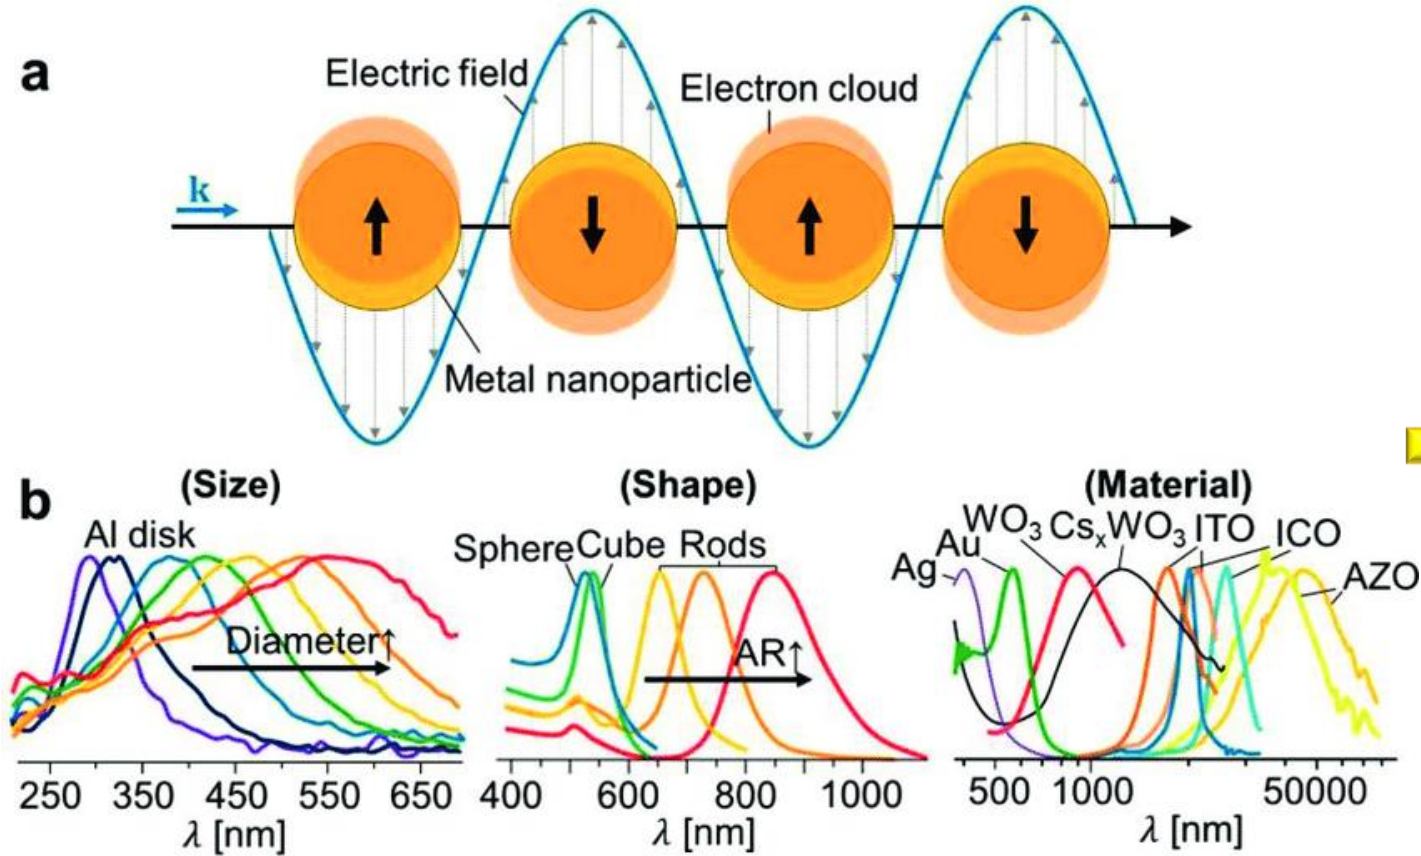 a
Electric field
Electron cloud
k
Metal nanoparticle
b
(Size)
Al disk
Diameter↑
250 350 450 550 650
λ [nm]
(Shape)
Sphere Cube Rods
AR↑
400 600 800 1000
λ [nm]
(Material)
Ag Au WO₃ CsₓWO₃ ITO ICO AZO
500 1000 50000
λ [nm]